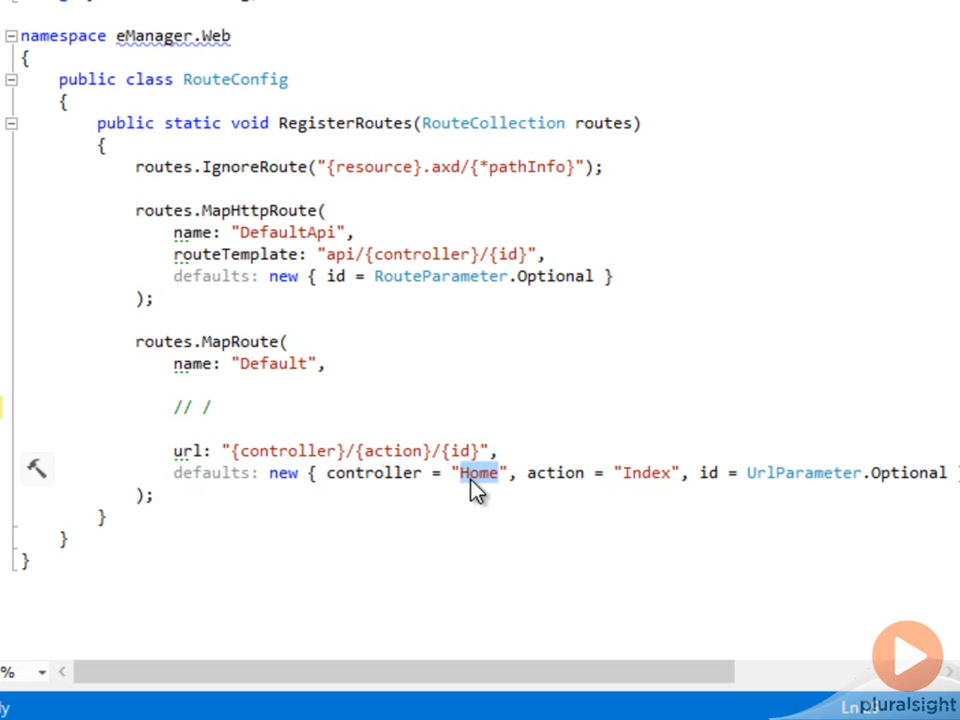 namespace eManager.Web
{
public class RouteConfig
{
public static void RegisterRoutes(RouteCollection routes)
{
routes.IgnoreRoute("{resource}.axd/{*pathInfo}");
routes.MapHttpRoute(
name: "DefaultApi",
routeTemplate: "api/{controller}/{id}",
defaults: new { id = RouteParameter.Optional }
);
routes.MapRoute(
name: "Default",
// /
url: "{controller}/{action}/{id}",
defaults: new { controller = "Home", action = "Index", id = UrlParameter.Optional }
);
}
}
}
%
Ln
pluralsight